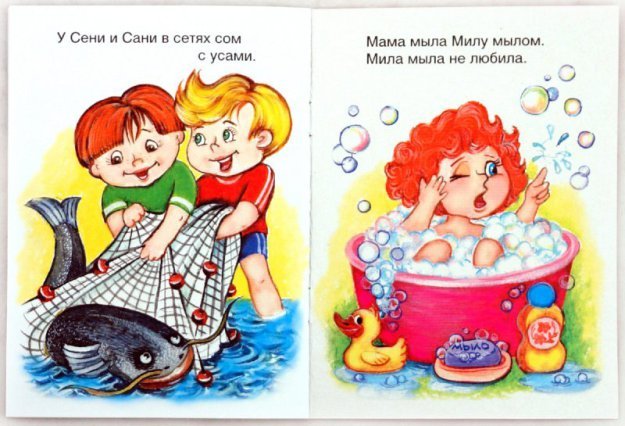 У Сени и Сани в сетях сом
с усами.
Мама мыла Милу мылом.
Мила мыла не любила.
мыло